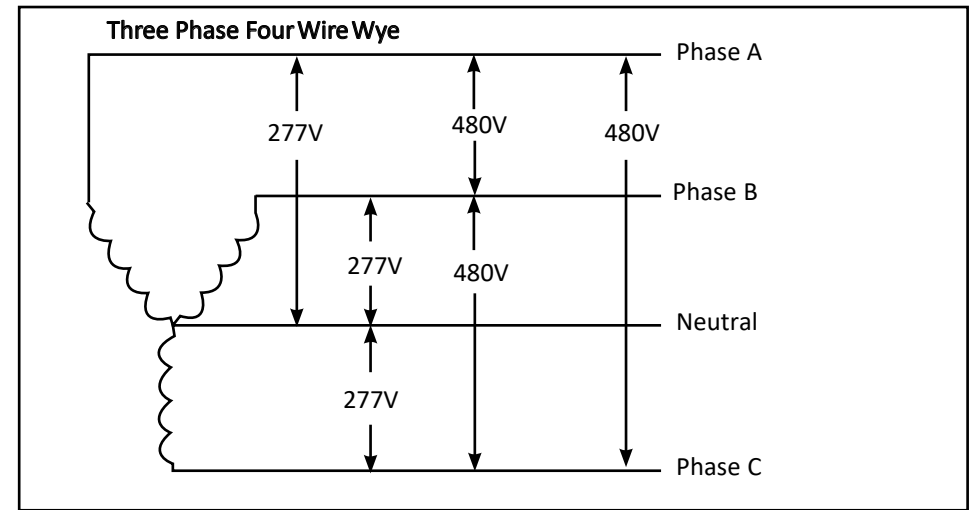 Three Phase Four Wire Wye
Phase A
277V
480V
480V
Phase B
277V
480V
Neutral
277V
Phase C